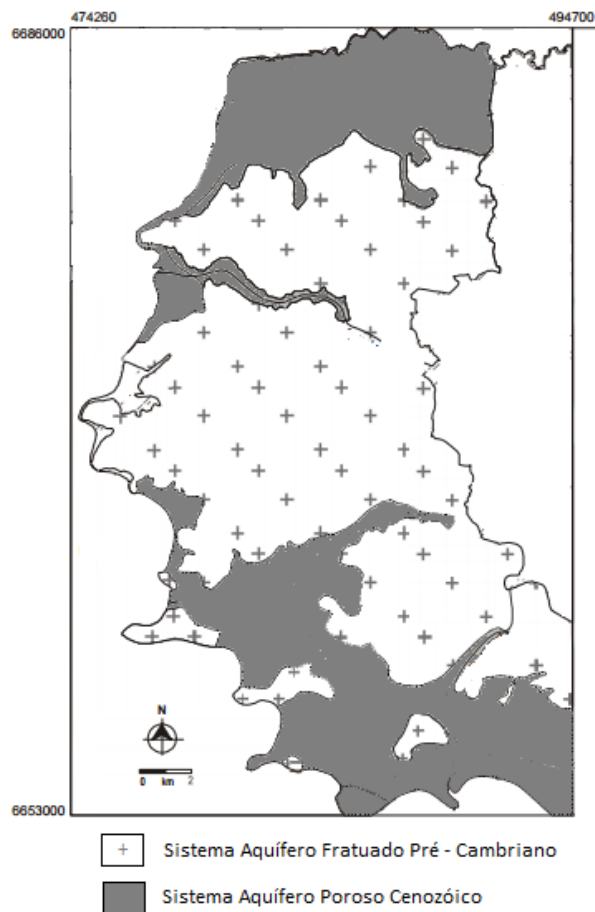 474260 494700
6686000
N
0 km 2
6653000
Sistema Aquífero Fratuado Pré - Cambriano
Sistema Aquífero Poroso Cenozóico